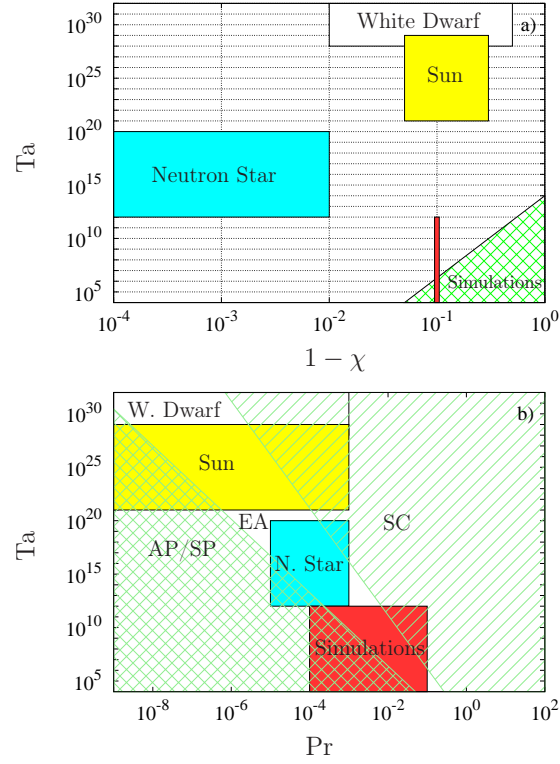 10^30
10^25
10^20
10^15
10^10
10^5
Ta
White Dwarf
a)
Sun
Neutron Star
Simulations
10^-4
10^-3
10^-2
10^-1
10^0
1 − χ
10^30
10^25
10^20
10^15
10^10
10^5
Ta
W. Dwarf
b)
Sun
EA
SC
AP/SP
N. Star
Simulations
10^-8
10^-6
10^-4
10^-2
10^0
10^2
Pr